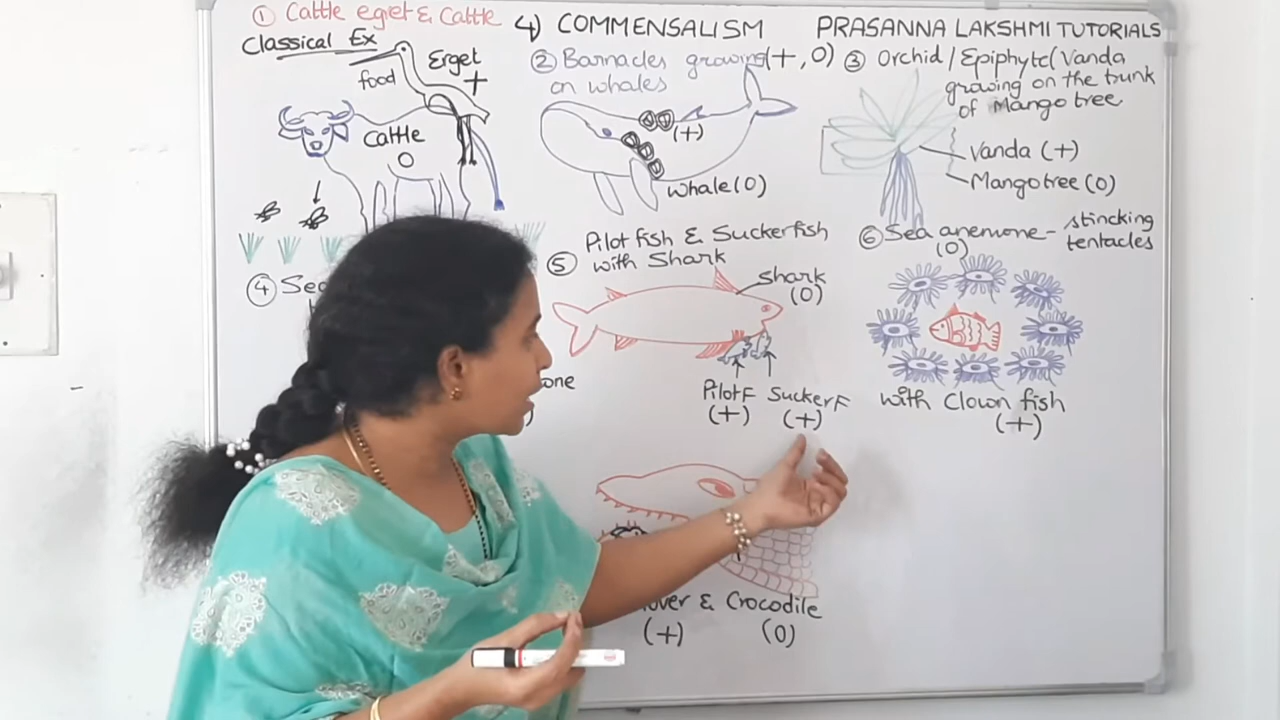 ① Cattle egret & Cattle
4) COMMENSALISM
PRASANNA LAKSHMI TUTORIALS
Classical Ex
food
Erget
+
Cattle
0
② Barnacles growing (+, 0)
on whales
(+)
whale (0)
③ Orchid / Epiphyte (Vanda
growing on the trunk
of Mango tree
Vanda (+)
Mango tree (0)
④ Sea
one
)
⑤ Pilot fish & Suckerfish
with Shark
shark
(0)
Pilot F Sucker F
(+) (+)
⑥ Sea anemone - stincking
tentacles
(0)
with Clown fish
(+)
over & Crocodile
(+) (0)